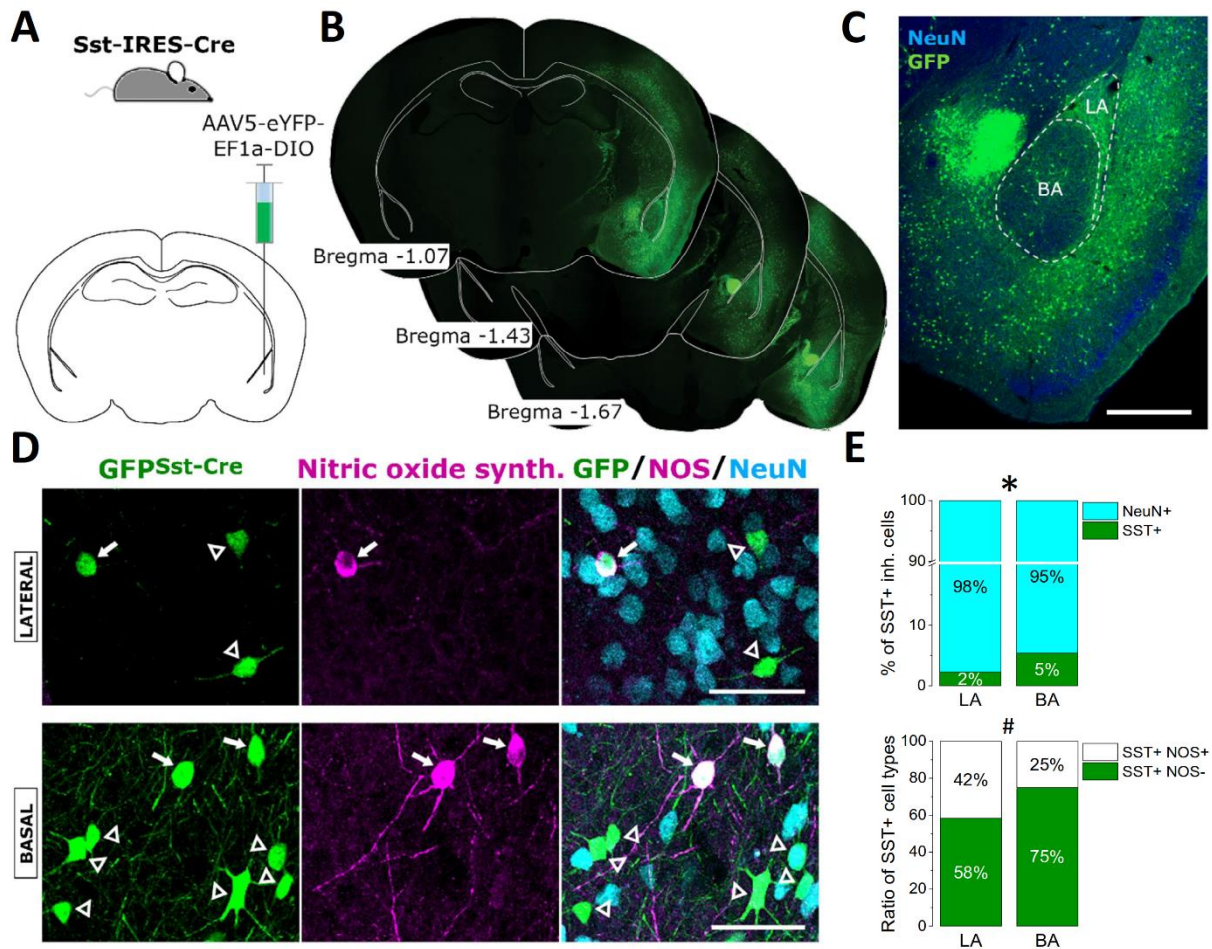 A
Sst-IRES-Cre
AAV5-eYFP-
EF1a-DIO
B
Bregma -1.07
Bregma -1.43
Bregma -1.67
C
NeuN
GFP
LA
BA
D
GFPSst-Cre
Nitric oxide synth.
GFP/NOS/NeuN
LATERAL
BASAL
E
*
% of SST+ inh. cells
100
90
10
0
98%
95%
2%
5%
LA
BA
NeuN+
SST+
#
Ratio of SST+ cell types
100
80
60
40
20
0
42%
25%
58%
75%
LA
BA
SST+ NOS+
SST+ NOS-